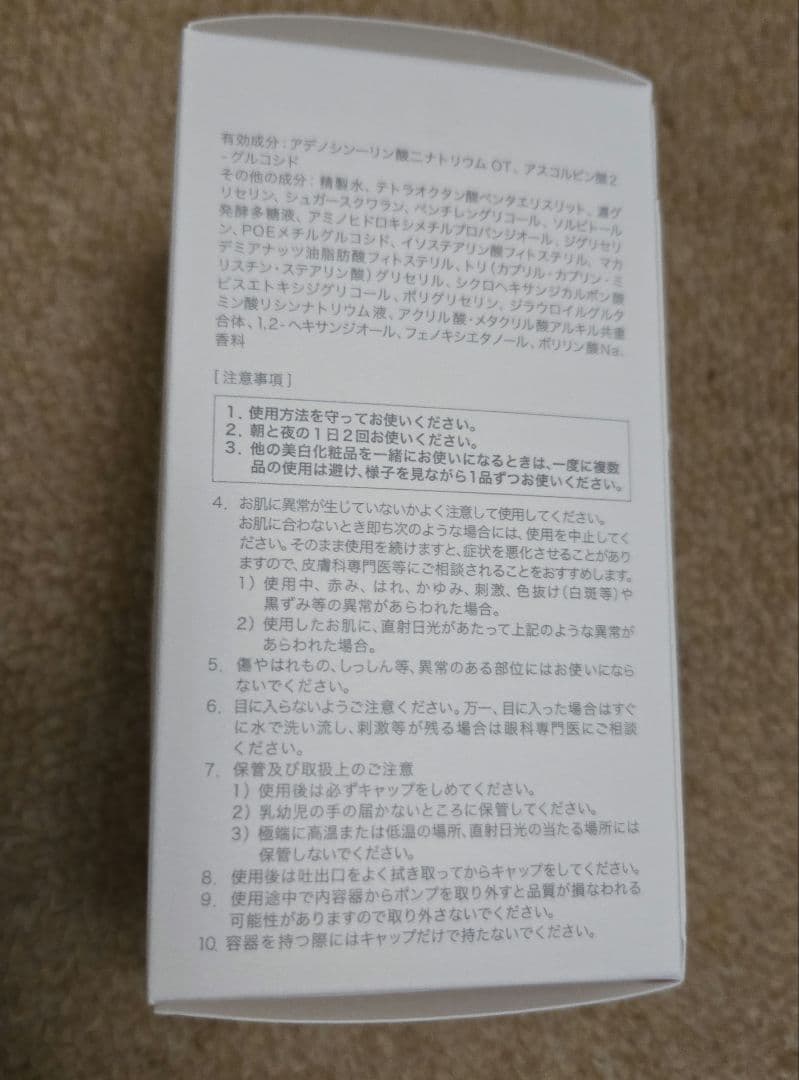 有効成分：アデノシン一リン酸二ナトリウム OT、アスコルビン酸2
-グルコシド
その他の成分：精製水、テトラオクタン酸ペンタエリスリット、濃グ
リセリン、シュガースクワラン、ペンチレングリコール、ソルビトール
発酵多糖液、アミノヒドロキシメチルプロパンジオール、ジグリセリ
ン、POEメチルグルコシド、イソステアリン酸フィトステリル、マカ
デミアナッツ油脂肪酸フィトステリル、トリ(カプリル・カプリン・ミ
リスチン・ステアリン酸)グリセリル、シクロヘキサンジカルボン酸
ビスエトキシジグリコール、ポリグリセリン、ジラウロイルグルタ
ミン酸リシンナトリウム液、アクリル酸・メタクリル酸アルキル共重
合体、1,2-ヘキサンジオール、フェノキシエタノール、ポリリン酸Na、
香料
[注意事項]
1. 使用方法を守ってお使いください。
2. 朝と夜の1日2回お使いください。
3. 他の美白化粧品を一緒にお使いになるときは、一度に複数
品の使用は避け、様子を見ながら1品ずつお使いください。
4. お肌に異常が生じていないかよく注意して使用してください。
お肌に合わないとき即ち次のような場合には、使用を中止してく
ださい。そのまま使用を続けますと、症状を悪化させることがあり
ますので、皮膚科専門医等にご相談されることをおすすめします。
1) 使用中、赤み、はれ、かゆみ、刺激、色抜け(白斑等)や
黒ずみ等の異常があらわれた場合。
2) 使用したお肌に、直射日光があたって上記のような異常が
あらわれた場合。
5. 傷やはれもの、しっしん等、異常のある部位にはお使いになら
ないでください。
6. 目に入らないようご注意ください。万一、目に入った場合はすぐ
に水で洗い流し、刺激等が残る場合は眼科専門医にご相談
ください。
7. 保管及び取扱上のご注意
1) 使用後は必ずキャップをしめてください。
2) 乳幼児の手の届かないところに保管してください。
3) 極端に高温または低温の場所、直射日光の当たる場所には
保管しないでください。
8. 使用後は吐出口をよく拭き取ってからキャップをしてください。
9. 使用途中で内容器からポンプを取り外すと品質が損なわれる
可能性がありますので取り外さないでください。
10. 容器を持つ際にはキャップだけで持たないでください。